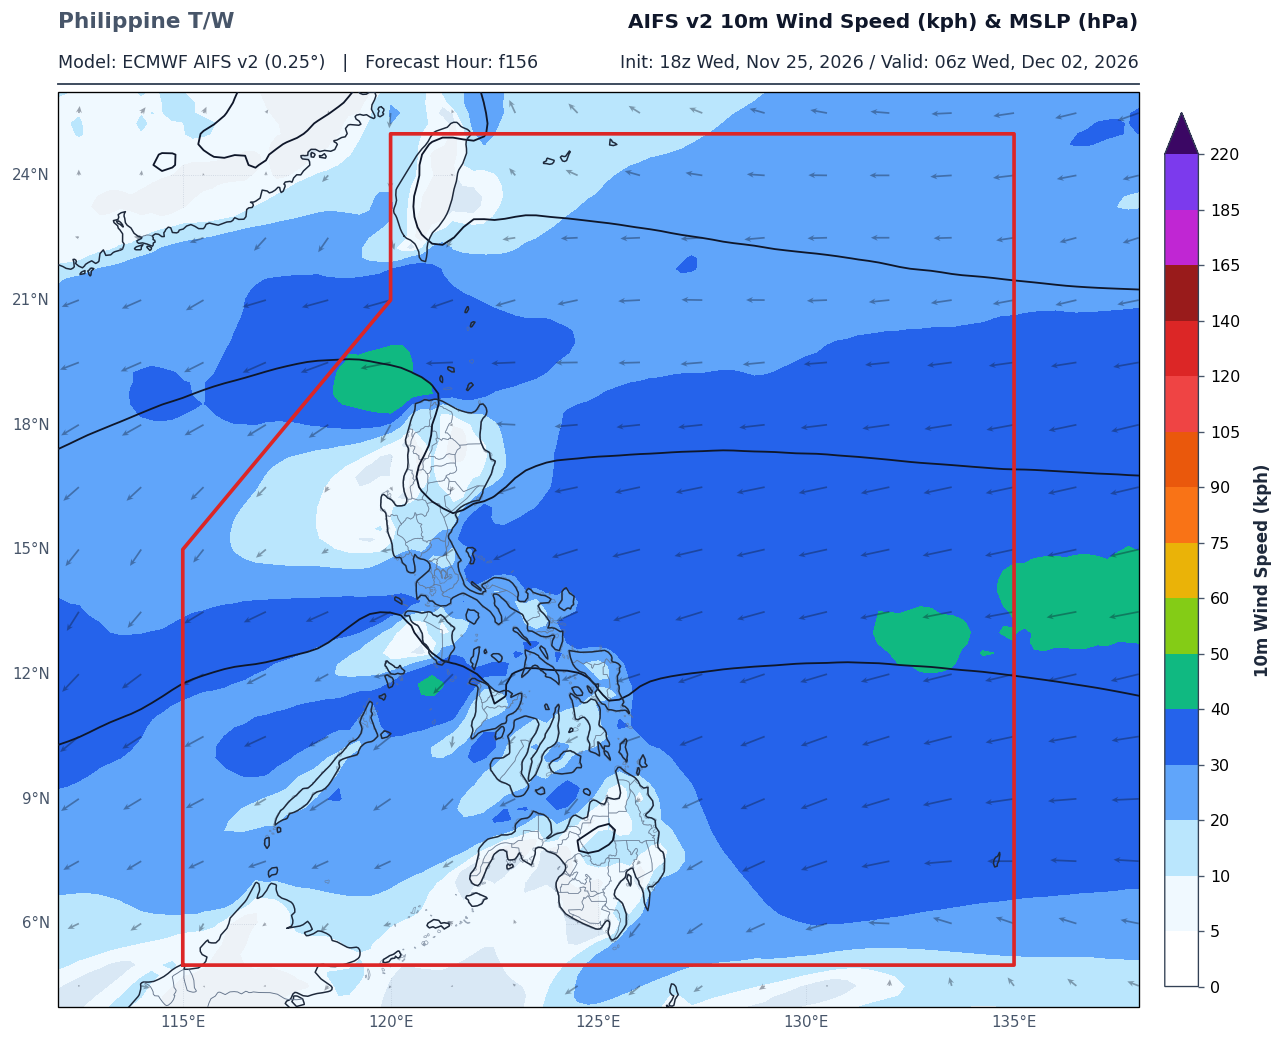 Philippine T/W
AIFS v2 10m Wind Speed (kph) & MSLP (hPa)
Model: ECMWF AIFS v2 (0.25°) | Forecast Hour: f156
Init: 18z Wed, Nov 25, 2026 / Valid: 06z Wed, Dec 02, 2026
24°N
21°N
18°N
15°N
12°N
9°N
6°N
115°E
120°E
125°E
130°E
135°E
220
185
165
140
120
105
90
75
60
50
40
30
20
10
5
0
10m Wind Speed (kph)